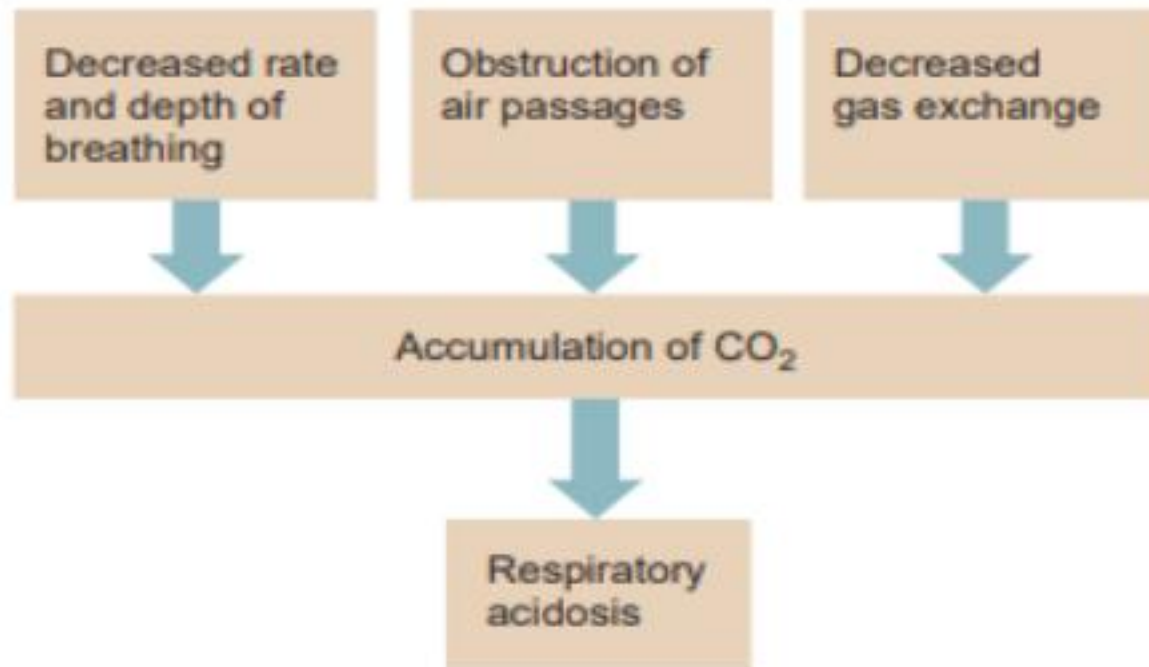 Decreased rate
and depth of
breathing
Obstruction of
air passages
Decreased
gas exchange
Accumulation of CO₂
Respiratory
acidosis